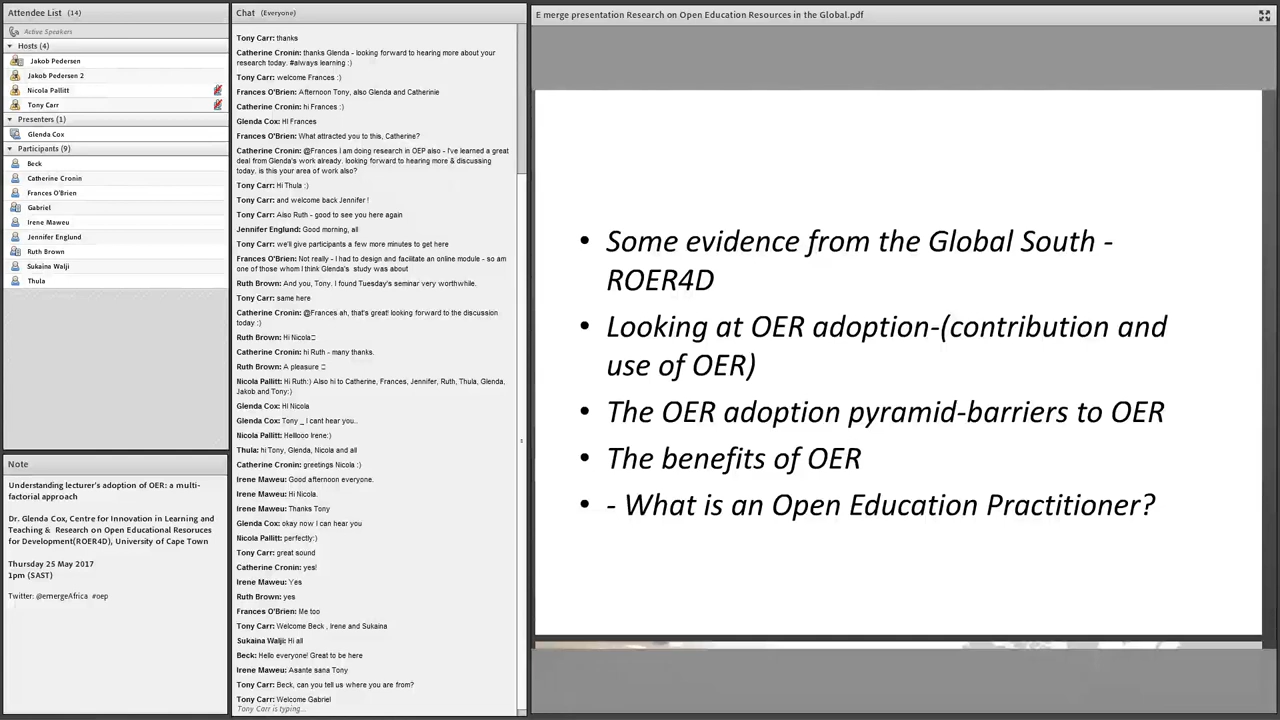 Attendee List (14)
Active Speakers
Hosts (4)
Jakob Pedersen
Jakob Pedersen 2
Nicola Pallitt
Tony Carr
Presenters (1)
Glenda Cox
Participants (9)
Beck
Catherine Cronin
Frances O'Brien
Gabriel
Irene Maweu
Jennifer Englund
Ruth Brown
Sukaina Walji
Thula
Note
Understanding lecturer's adoption of OER: a multi-
factorial approach
Dr. Glenda Cox, Centre for Innovation in Learning and
Teaching & Research on Open Educational Resoruces
for Development(ROER4D), University of Cape Town
Thursday 25 May 2017
1pm (SAST)
Twitter: @emergeAfrica #oep
Chat (Everyone)
Tony Carr: thanks
Catherine Cronin: thanks Glenda - looking forward to hearing more about your
research today. #always learning :)
Tony Carr: welcome Frances :)
Frances O'Brien: Afternoon Tony, also Glenda and Catherinie
Catherine Cronin: hi Frances :)
Glenda Cox: HI Frances
Frances O'Brien: What attracted you to this, Catherine?
Catherine Cronin: @Frances I am doing research in OEP also - I've learned a great
deal from Glenda's work already. looking forward to hearing more & discussing
today. is this your area of work also?
Tony Carr: Hi Thula :)
Tony Carr: and welcome back Jennifer !
Tony Carr: Also Ruth - good to see you here again
Jennifer Englund: Good morning, all
Tony Carr: we'll give participants a few more minutes to get here
Frances O'Brien: Not really - I had to design and facilitate an online module - so am
one of those whom I think Glenda's study was about
Ruth Brown: And you, Tony. I found Tuesday's seminar very worthwhile.
Tony Carr: same here
Catherine Cronin: @Frances ah, that's great! looking forward to the discussion
today :)
Ruth Brown: Hi Nicola
Catherine Cronin: hi Ruth - many thanks.
Ruth Brown: A pleasure
Nicola Pallitt: Hi Ruth:) Also hi to Catherine, Frances, Jennifer, Ruth, Thula, Glenda,
Jakob and Tony:)
Glenda Cox: HI Nicola
Glenda Cox: Tony _ I cant hear you..
Nicola Pallitt: Hellooo Irene:)
Thula: hi Tony, Glenda, Nicola and all
Catherine Cronin: greetings Nicola :)
Irene Maweu: Good afternoon everyone.
Irene Maweu: Hi Nicola.
Irene Maweu: Thanks Tony
Glenda Cox: okay now I can hear you
Nicola Pallitt: perfectly:)
Tony Carr: great sound
Catherine Cronin: yes!
Irene Maweu: Yes
Ruth Brown: yes
Frances O'Brien: Me too
Tony Carr: Welcome Beck , Irene and Sukaina
Sukaina Walji: Hi all
Beck: Hello everyone! Great to be here
Irene Maweu: Asante sana Tony
Tony Carr: Beck, can you tell us where you are from?
Tony Carr: Welcome Gabriel
Tony Carr is typing...
E merge presentation Research on Open Education Resources in the Global.pdf
• Some evidence from the Global South -
ROER4D
• Looking at OER adoption-(contribution and
use of OER)
• The OER adoption pyramid-barriers to OER
• The benefits of OER
• - What is an Open Education Practitioner?